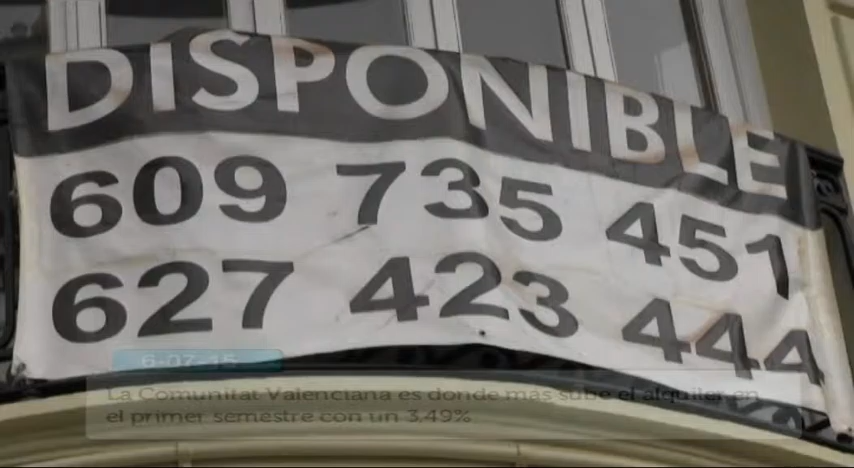 DISPONIBLE
609 735 451
627 423 444
6-07-15
La Comunitat Valenciana es donde más sube el alquiler en
el primer semestre con un 3,49%